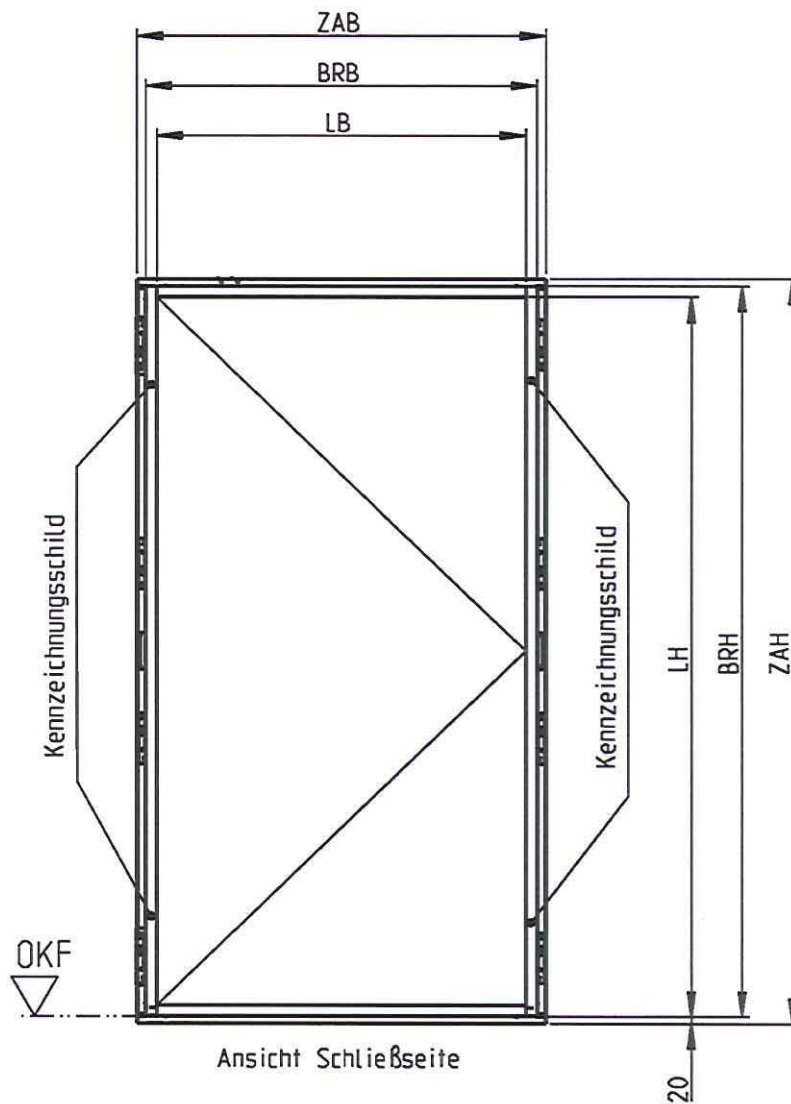 ZAB
BRB
LB
Kennzeichnungsschild
Kennzeichnungsschild
LH
BRH
ZAH
OKF
Ansicht Schließseite
20